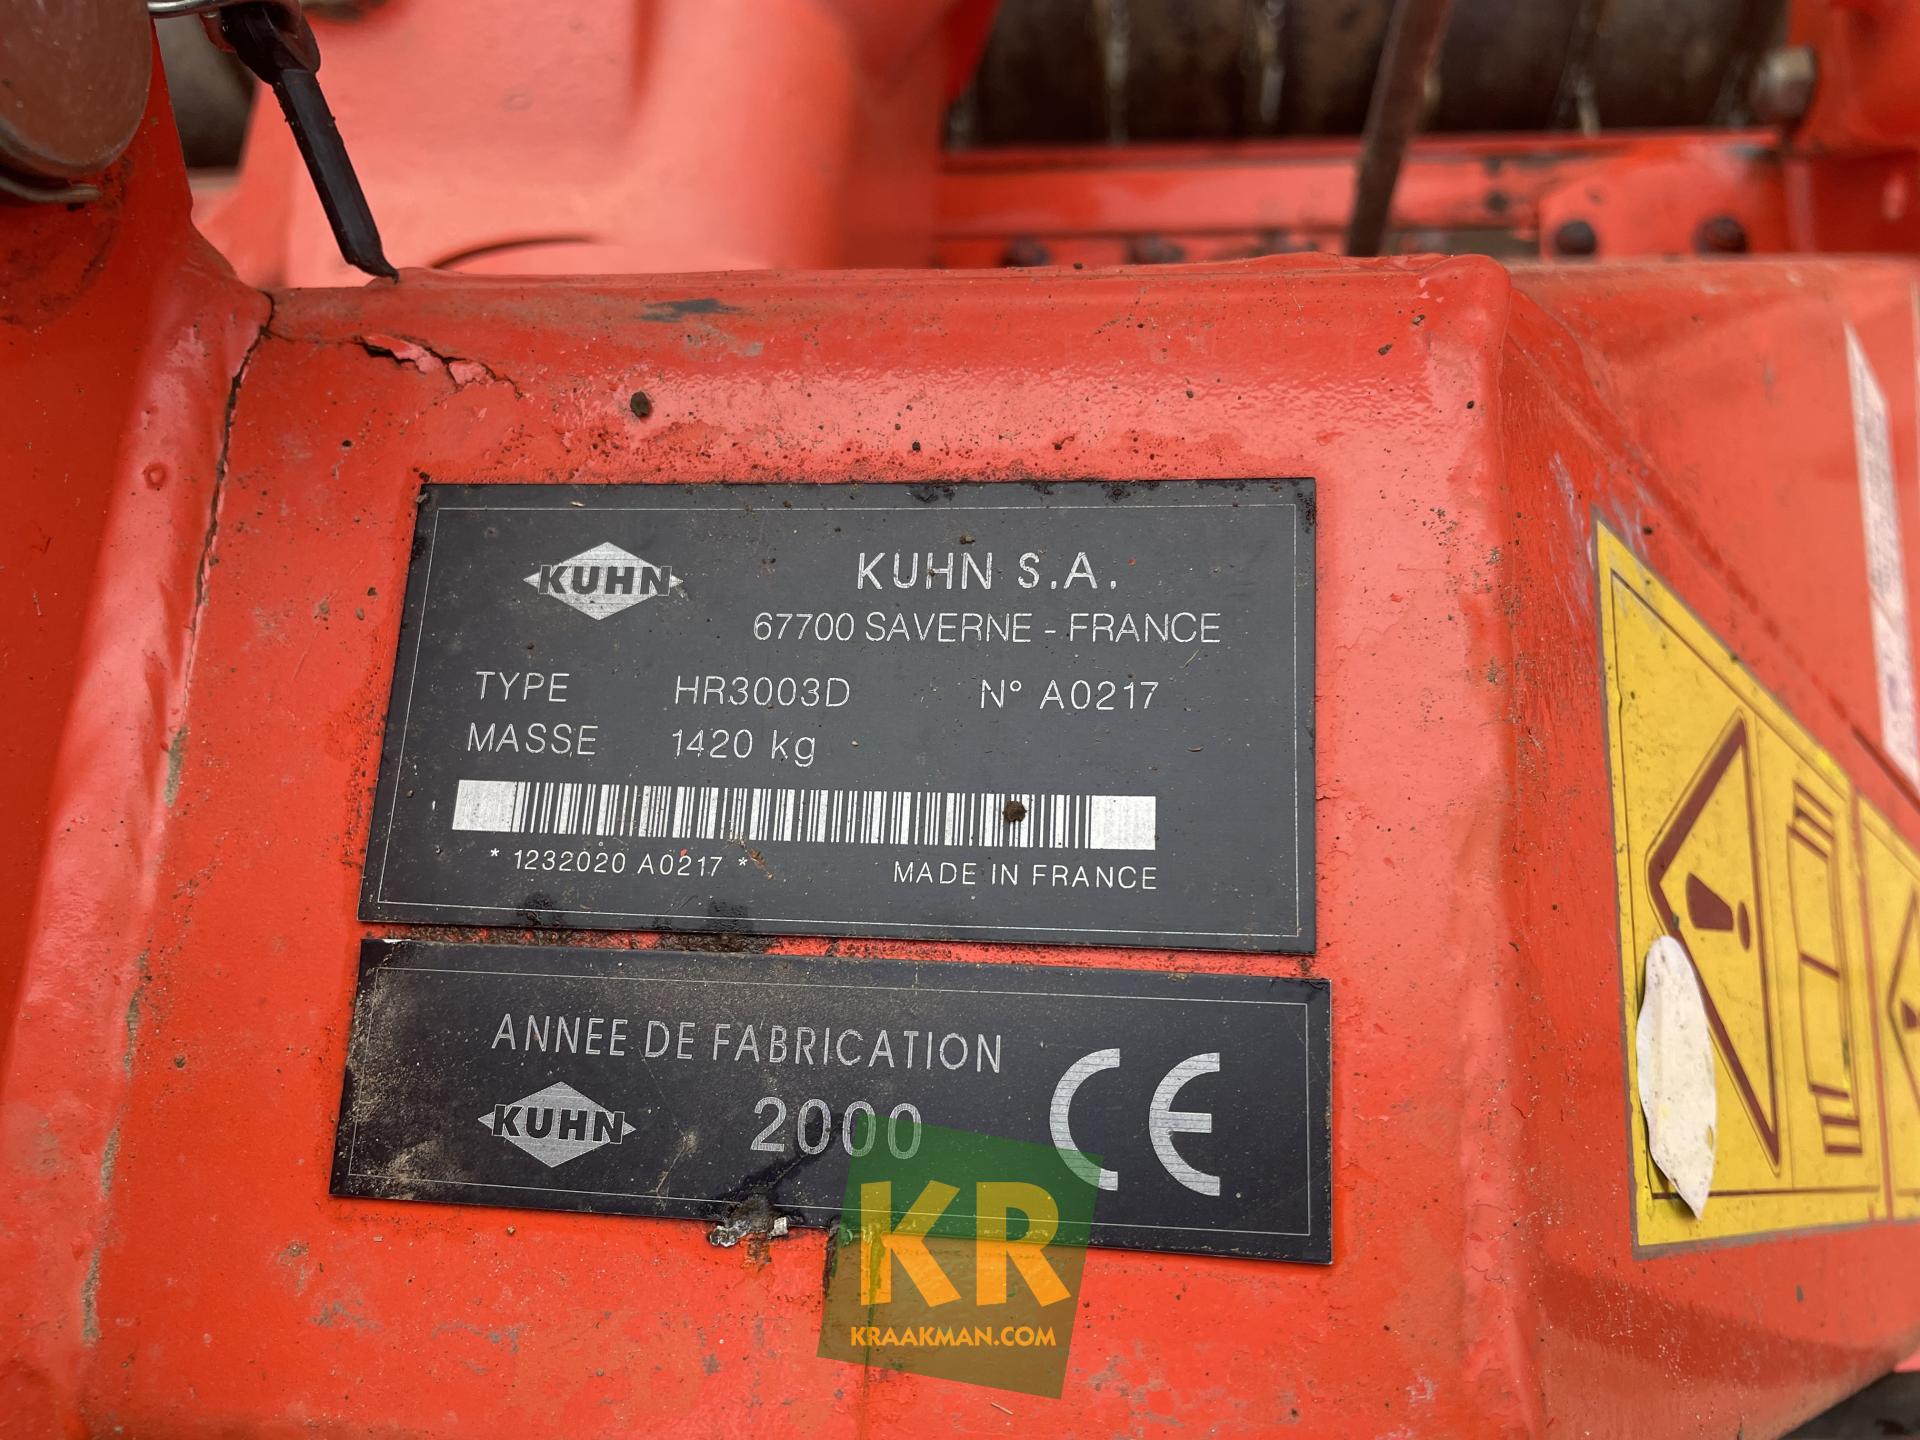 KUHN
KUHN S.A.
67700 SAVERNE - FRANCE
TYPE HR3003D N° A0217
MASSE 1420 kg
* 1232020 A0217 *
MADE IN FRANCE
ANNEE DE FABRICATION
KUHN
2000
CE
KR
KRAAKMAN.COM